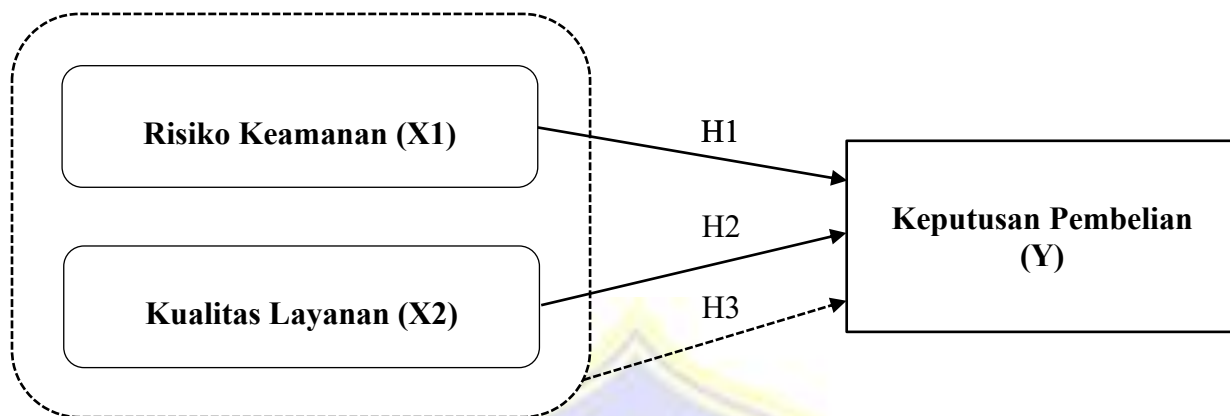 Risiko Keamanan (X1)
H1
Keputusan Pembelian
(Y)
H2
Kualitas Layanan (X2)
H3